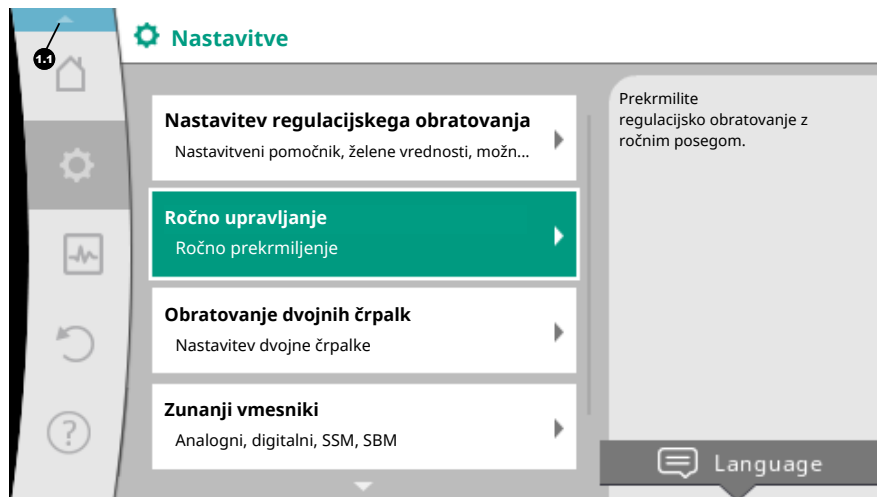 1.1
Nastavitve
Nastavitev regulacijskega obratovanja
Nastavitveni pomočnik, želene vrednosti, možn...
Ročno upravljanje
Ročno prekrmiljenje
Obratovanje dvojnih črpalk
Nastavitev dvojne črpalke
Zunanji vmesniki
Analogni, digitalni, SSM, SBM
Prekrmilite
regulacijsko obratovanje z
ročnim posegom.
?
Language